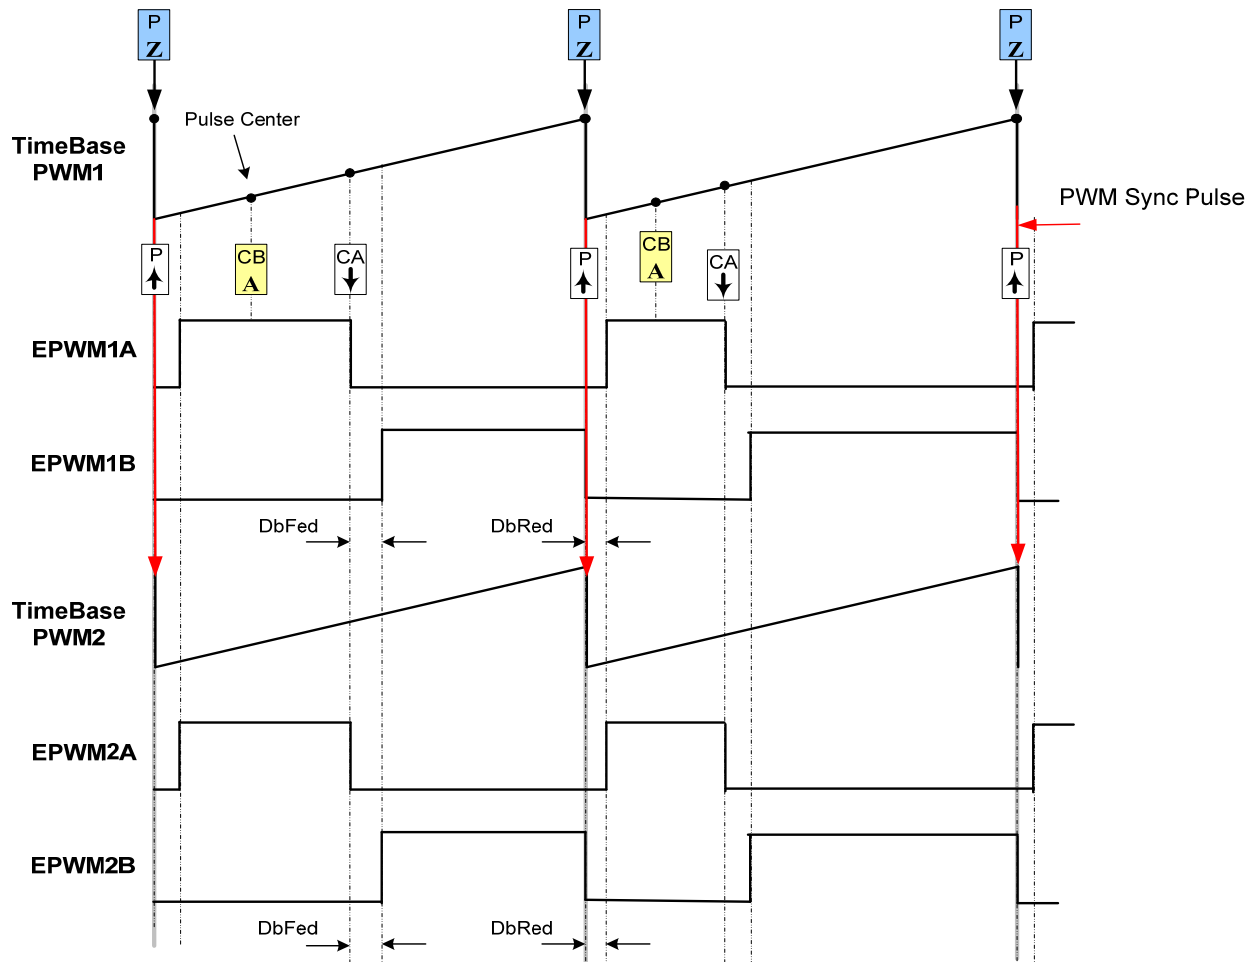 P
Z
P
Z
P
Z
Pulse Center
TimeBase
PWM1
PWM Sync Pulse
P
CB
A
CA
P
CB
A
CA
P
EPWM1A
EPWM1B
DbFed
DbRed
TimeBase
PWM2
EPWM2A
EPWM2B
DbFed
DbRed